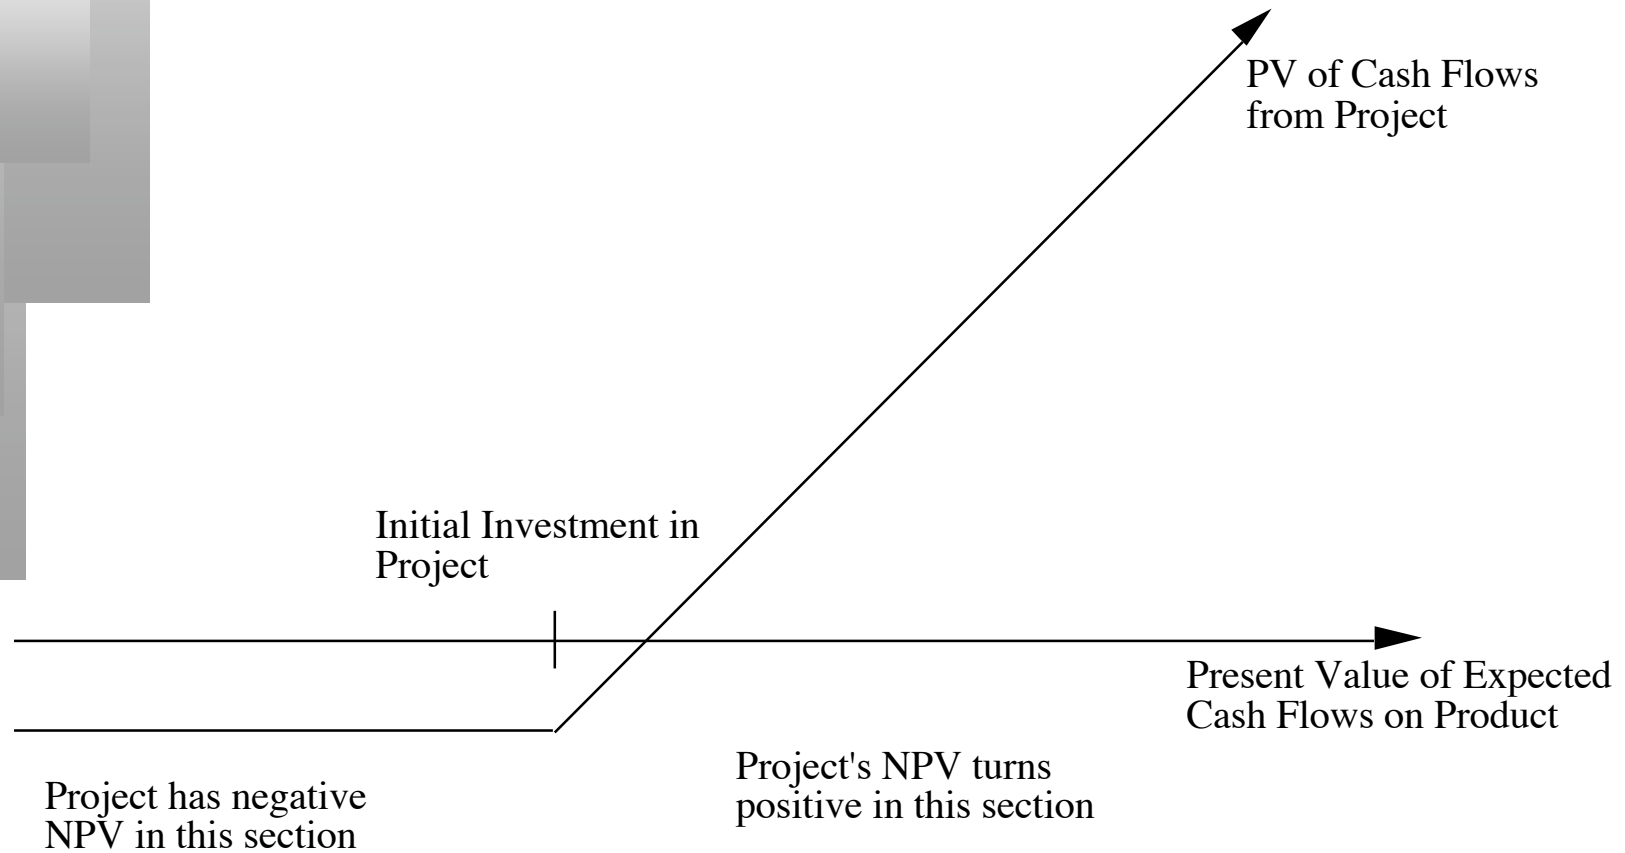 PV of Cash Flows
from Project
Initial Investment in
Project
Present Value of Expected
Cash Flows on Product
Project's NPV turns
positive in this section
Project has negative
NPV in this section